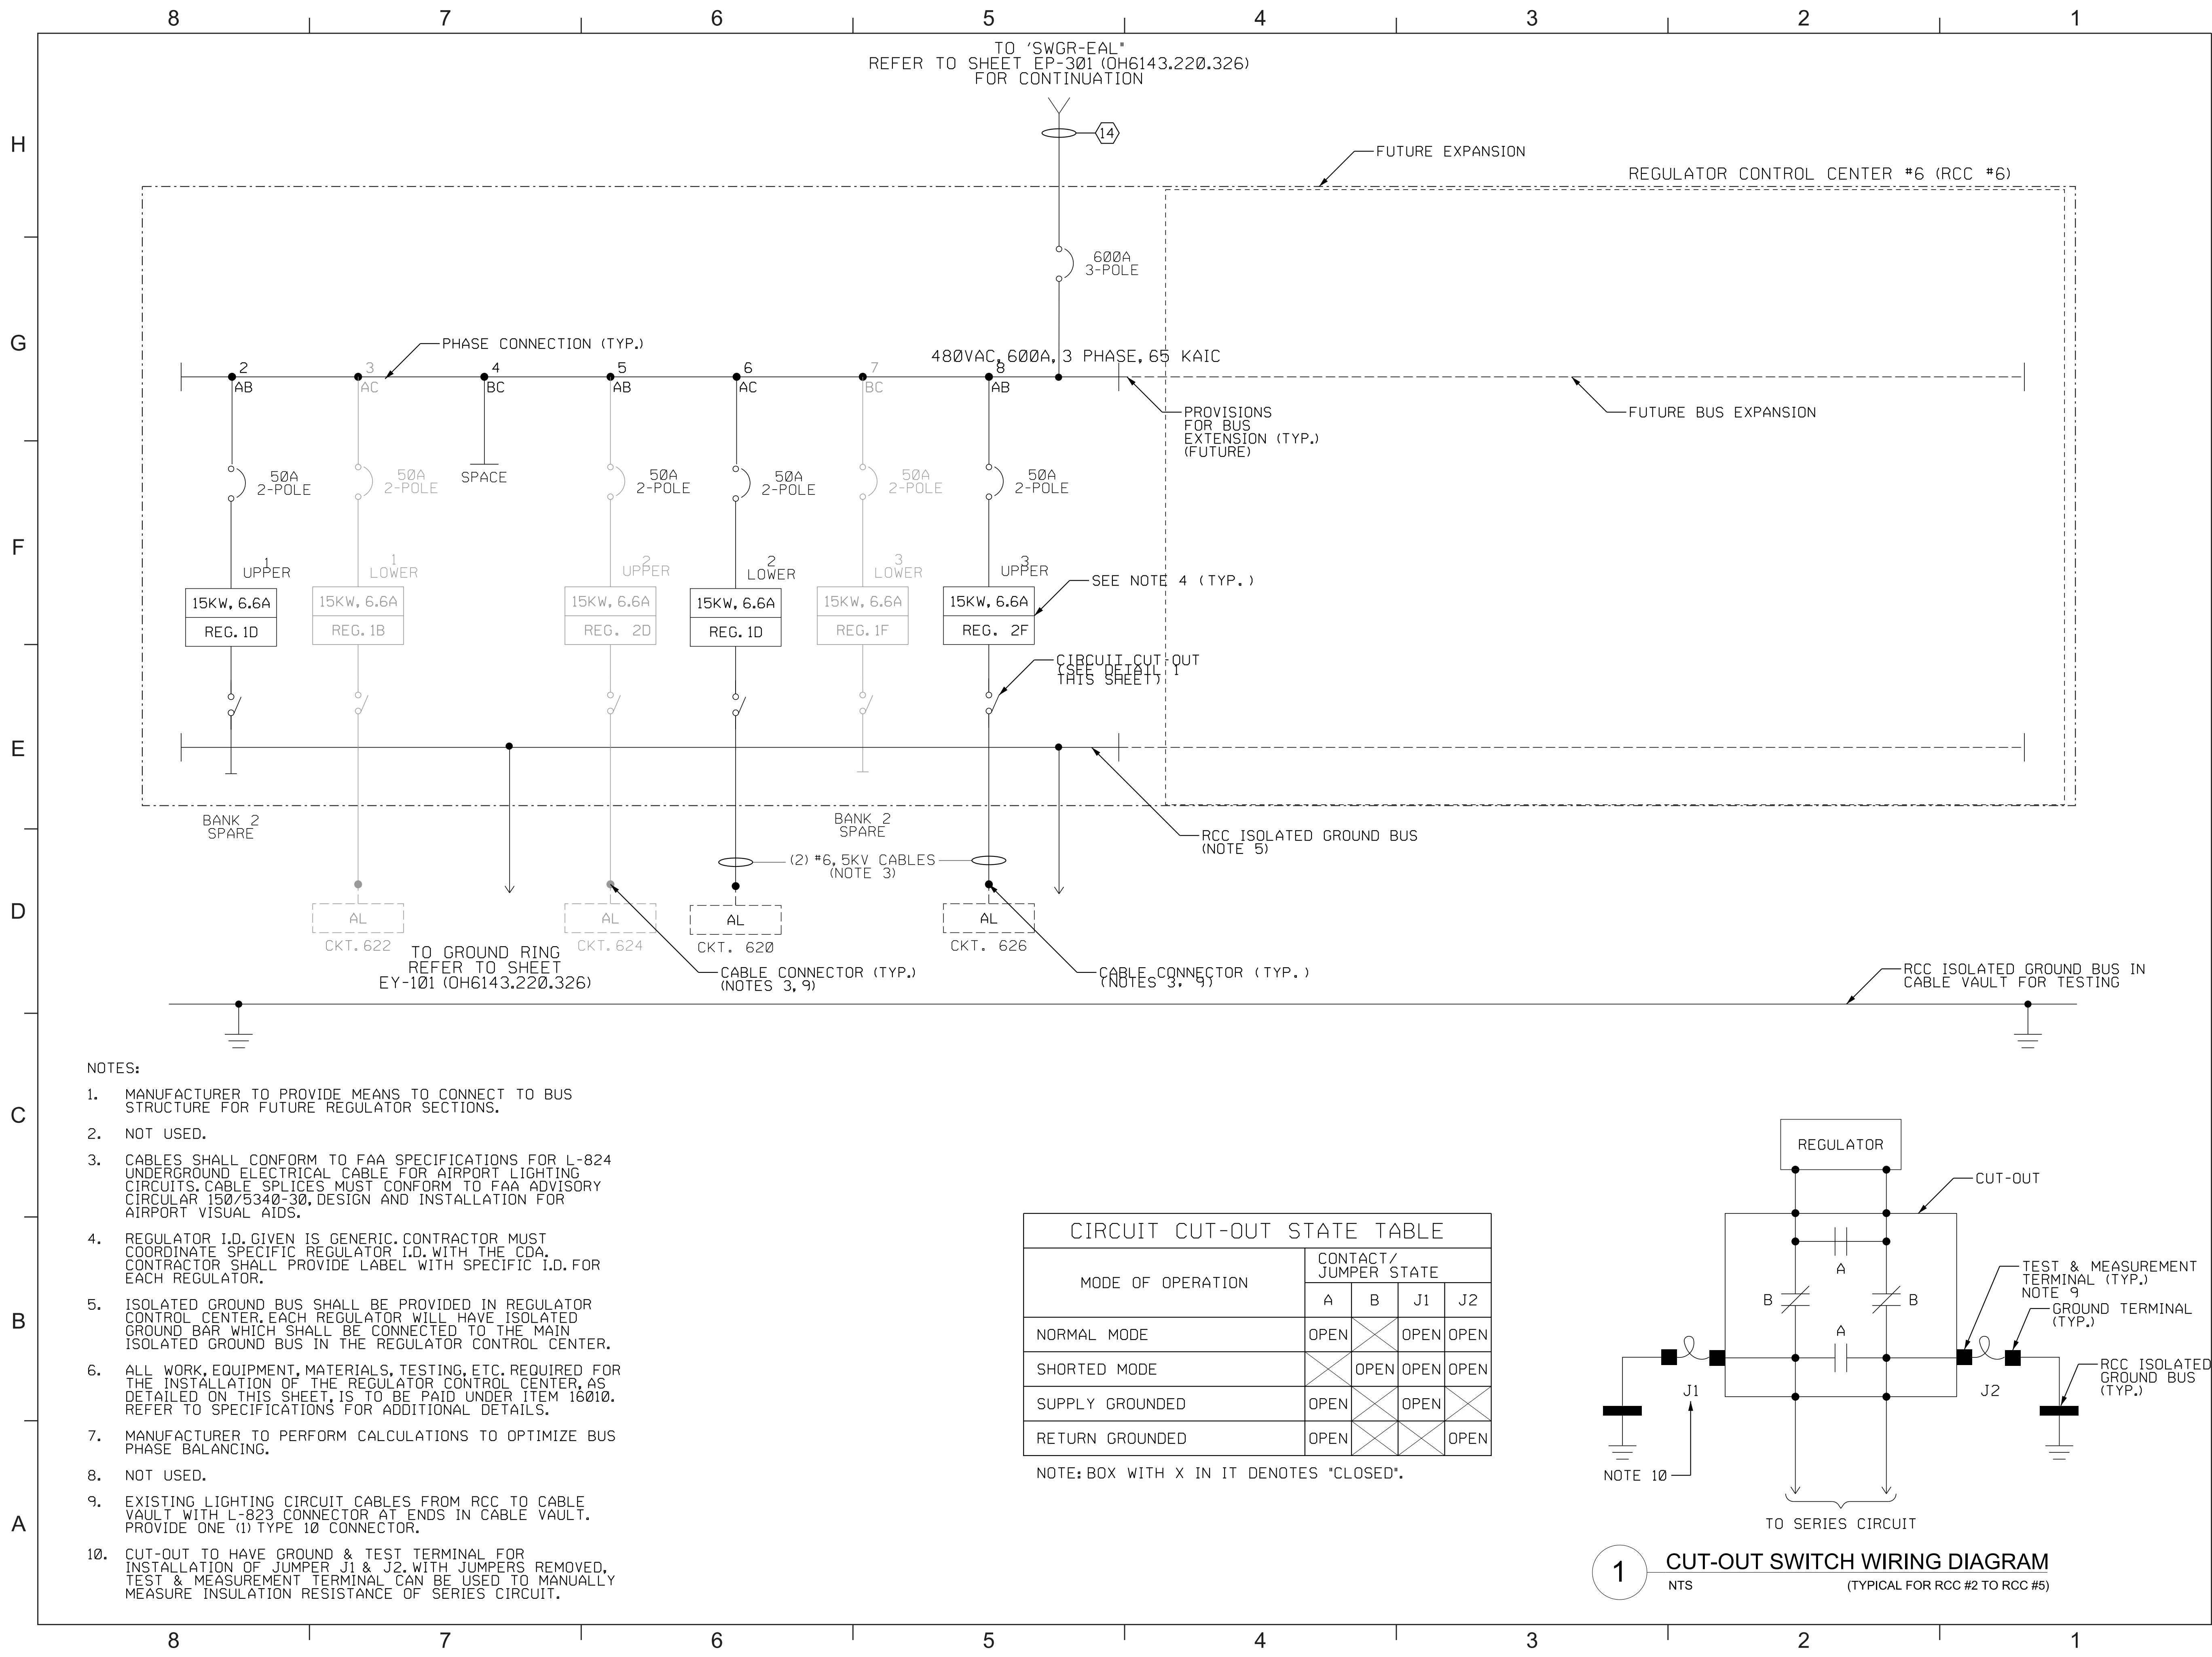 8 7 6 5 4 3 2 1
TO 'SWGR-EAL"
REFER TO SHEET EP-301 (OH6143.220.326)
FOR CONTINUATION
H
14
FUTURE EXPANSION
REGULATOR CONTROL CENTER #6 (RCC #6)
600A
3-POLE
G
PHASE CONNECTION (TYP.)
480VAC, 600A, 3 PHASE, 65 KAIC
2 3 4 5 6 7 8
AB AC BC AB AC BC AB
PROVISIONS
FOR BUS
EXTENSION (TYP.)
(FUTURE)
FUTURE BUS EXPANSION
SPACE
50A 50A 50A 50A 50A 50A
2-POLE 2-POLE 2-POLE 2-POLE 2-POLE 2-POLE
F
1 1 2 2 3 3
UPPER LOWER UPPER LOWER LOWER UPPER
SEE NOTE 4 (TYP.)
15KW, 6.6A 15KW, 6.6A 15KW, 6.6A 15KW, 6.6A 15KW, 6.6A 15KW, 6.6A
REG. 1D REG. 1B REG. 2D REG. 1D REG. 1F REG. 2F
CIRCUIT CUT-OUT
(SEE DETAIL 1
THIS SHEET)
E
BANK 2
SPARE
BANK 2
SPARE
RCC ISOLATED GROUND BUS
(NOTE 5)
(2) #6, 5KV CABLES
(NOTE 3)
D
AL AL AL AL
CKT. 622 CKT. 624 CKT. 620 CKT. 626
TO GROUND RING
REFER TO SHEET
EY-101 (OH6143.220.326)
CABLE CONNECTOR (TYP.)
(NOTES 3, 9)
CABLE CONNECTOR (TYP.)
(NOTES 3, 9)
RCC ISOLATED GROUND BUS IN
CABLE VAULT FOR TESTING
NOTES:
1. MANUFACTURER TO PROVIDE MEANS TO CONNECT TO BUS
STRUCTURE FOR FUTURE REGULATOR SECTIONS.
C
2. NOT USED.
3. CABLES SHALL CONFORM TO FAA SPECIFICATIONS FOR L-824
UNDERGROUND ELECTRICAL CABLE FOR AIRPORT LIGHTING
CIRCUITS. CABLE SPLICES MUST CONFORM TO FAA ADVISORY
CIRCULAR 150/5340-30, DESIGN AND INSTALLATION FOR
AIRPORT VISUAL AIDS.
4. REGULATOR I.D. GIVEN IS GENERIC. CONTRACTOR MUST
COORDINATE SPECIFIC REGULATOR I.D. WITH THE CDA.
CONTRACTOR SHALL PROVIDE LABEL WITH SPECIFIC I.D. FOR
EACH REGULATOR.
5. ISOLATED GROUND BUS SHALL BE PROVIDED IN REGULATOR
CONTROL CENTER. EACH REGULATOR WILL HAVE ISOLATED
GROUND BAR WHICH SHALL BE CONNECTED TO THE MAIN
ISOLATED GROUND BUS IN THE REGULATOR CONTROL CENTER.
B
6. ALL WORK, EQUIPMENT, MATERIALS, TESTING, ETC. REQUIRED FOR
THE INSTALLATION OF THE REGULATOR CONTROL CENTER, AS
DETAILED ON THIS SHEET, IS TO BE PAID UNDER ITEM 16010.
REFER TO SPECIFICATIONS FOR ADDITIONAL DETAILS.
7. MANUFACTURER TO PERFORM CALCULATIONS TO OPTIMIZE BUS
PHASE BALANCING.
8. NOT USED.
9. EXISTING LIGHTING CIRCUIT CABLES FROM RCC TO CABLE
VAULT WITH L-823 CONNECTOR AT ENDS IN CABLE VAULT.
PROVIDE ONE (1) TYPE 10 CONNECTOR.
A
10. CUT-OUT TO HAVE GROUND & TEST TERMINAL FOR
INSTALLATION OF JUMPER J1 & J2. WITH JUMPERS REMOVED,
TEST & MEASUREMENT TERMINAL CAN BE USED TO MANUALLY
MEASURE INSULATION RESISTANCE OF SERIES CIRCUIT.
CIRCUIT CUT-OUT STATE TABLE
MODE OF OPERATION
CONTACT/
JUMPER STATE
A B J1 J2
NORMAL MODE OPEN OPEN OPEN
SHORTED MODE OPEN OPEN OPEN
SUPPLY GROUNDED OPEN OPEN
RETURN GROUNDED OPEN OPEN
NOTE: BOX WITH X IN IT DENOTES "CLOSED".
REGULATOR
CUT-OUT
A
B B
A
TEST & MEASUREMENT
TERMINAL (TYP.)
NOTE 9
GROUND TERMINAL
(TYP.)
RCC ISOLATED
GROUND BUS
(TYP.)
J1 J2
NOTE 10
TO SERIES CIRCUIT
1 CUT-OUT SWITCH WIRING DIAGRAM
NTS (TYPICAL FOR RCC #2 TO RCC #5)
8 7 6 5 4 3 2 1